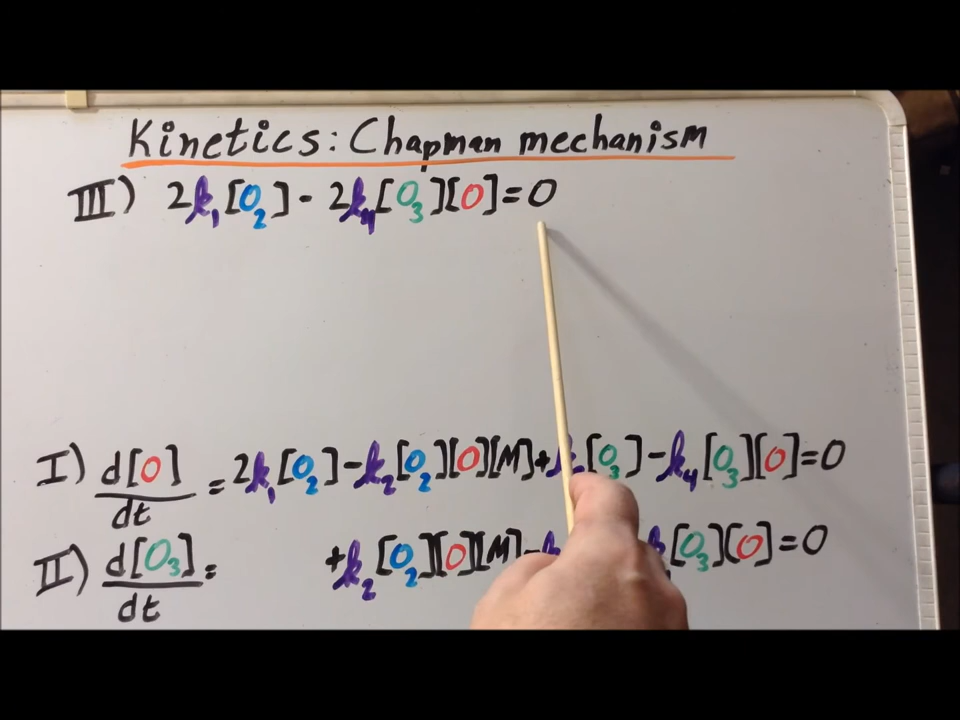 Kinetics: Chapman mechanism
III) 2k₁[O₂] - 2k₄[O₃][O]=0
I) d[O]/dt = 2k₁[O₂]-k₂[O₂][O][M]+k [O₃]-k₄[O₃][O]=0
II) d[O₃]/dt = +k₂[O₂][O][M]- [O₃][O]=0